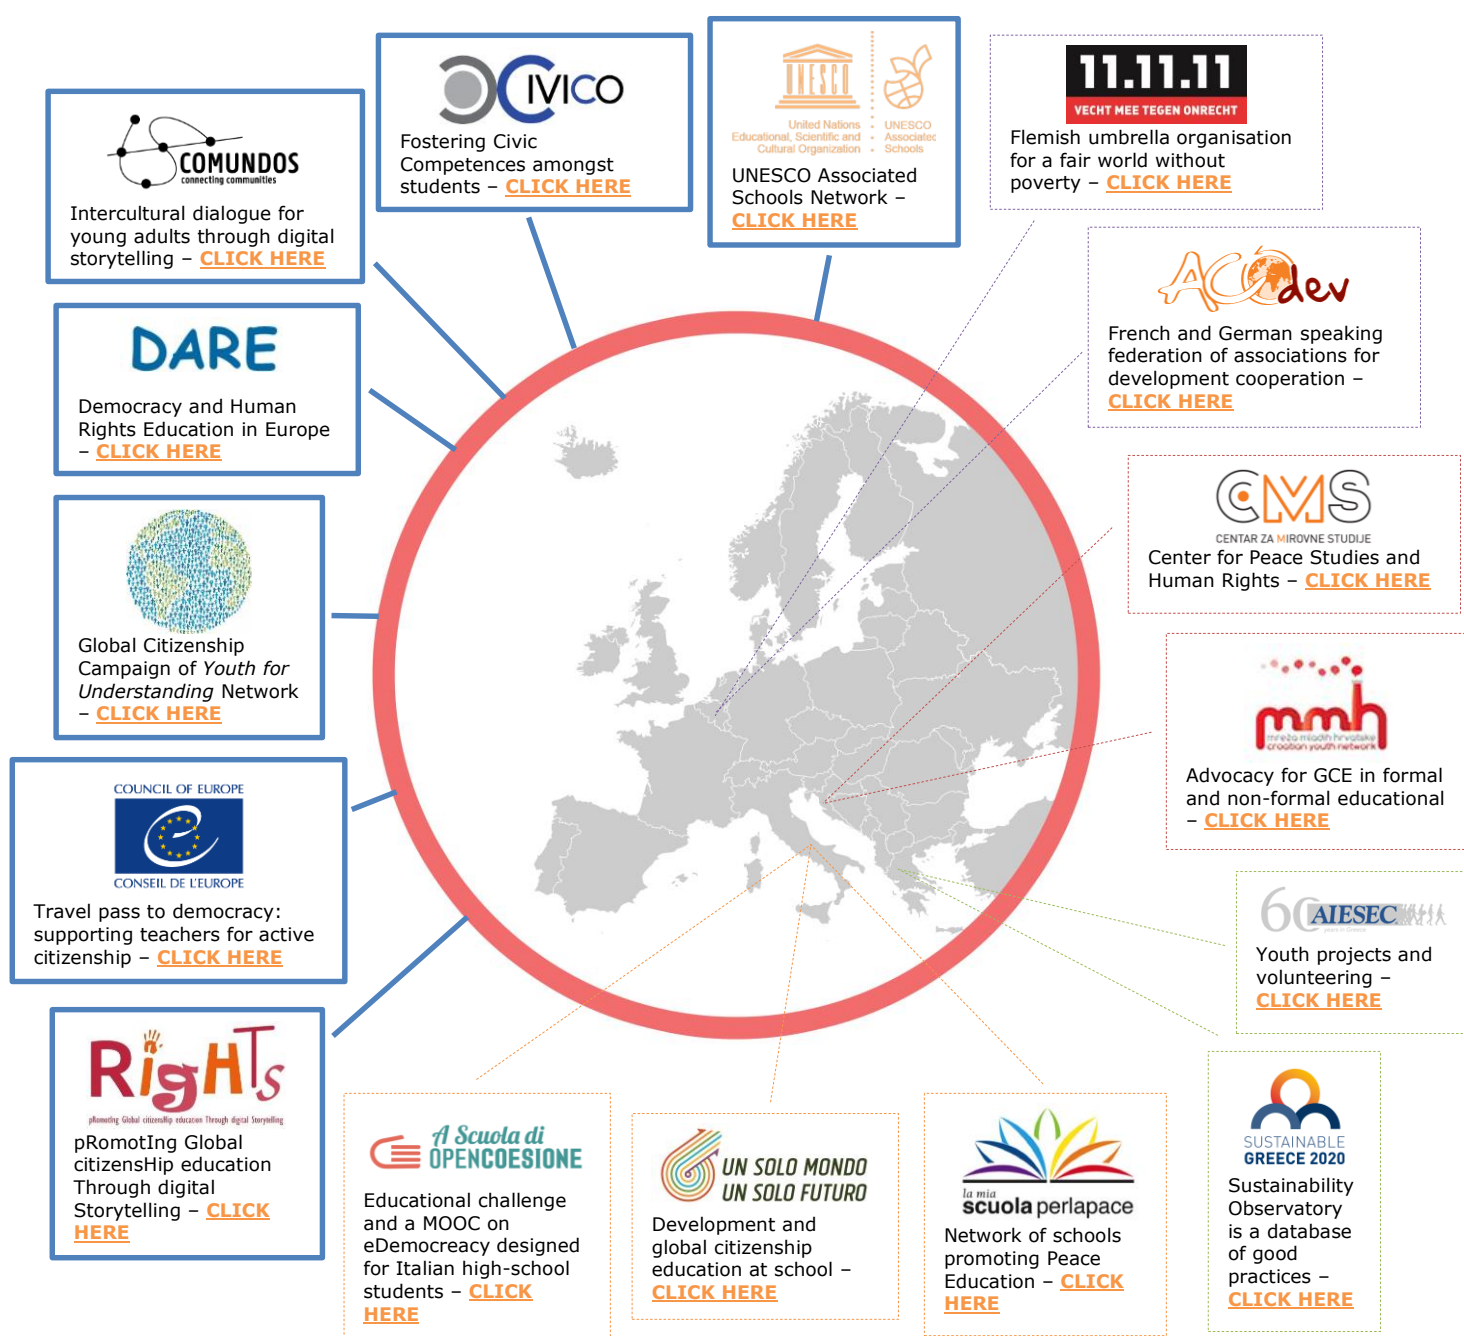 COMUNDOS
connecting communities
Intercultural dialogue for
young adults through digital
storytelling – CLICK HERE
CIVICO
Fostering Civic
Competences amongst
students – CLICK HERE
UNESCO
United Nations
Educational, Scientific and
Cultural Organization
UNESCO
Associated
Schools
UNESCO Associated
Schools Network –
CLICK HERE
11.11.11
VECHT MEE TEGEN ONRECHT
Flemish umbrella organisation
for a fair world without
poverty – CLICK HERE
ACOdev
French and German speaking
federation of associations for
development cooperation –
CLICK HERE
DARE
Democracy and Human
Rights Education in Europe
– CLICK HERE
CMS
CENTAR ZA MIROVNE STUDIJE
Center for Peace Studies and
Human Rights – CLICK HERE
Global Citizenship
Campaign of Youth for
Understanding Network
– CLICK HERE
mmh
mreža mladih hrvatske
croatian youth network
Advocacy for GCE in formal
and non-formal educational
– CLICK HERE
COUNCIL OF EUROPE
CONSEIL DE L'EUROPE
Travel pass to democracy:
supporting teachers for active
citizenship – CLICK HERE
60 AIESEC
years in Greece
Youth projects and
volunteering –
CLICK HERE
RigHTs
pRomotIng Global citizensHip education Through digital Storytelling
pRomotIng Global
citizensHip education
Through digital
Storytelling – CLICK
HERE
A Scuola di
OPENCOESIONE
Educational challenge
and a MOOC on
eDemocreacy designed
for Italian high-school
students – CLICK
HERE
UN SOLO MONDO
UN SOLO FUTURO
Development and
global citizenship
education at school –
CLICK HERE
la mia
scuola perlapace
Network of schools
promoting Peace
Education – CLICK
HERE
SUSTAINABLE
GREECE 2020
Sustainability
Observatory
is a database
of good
practices –
CLICK HERE